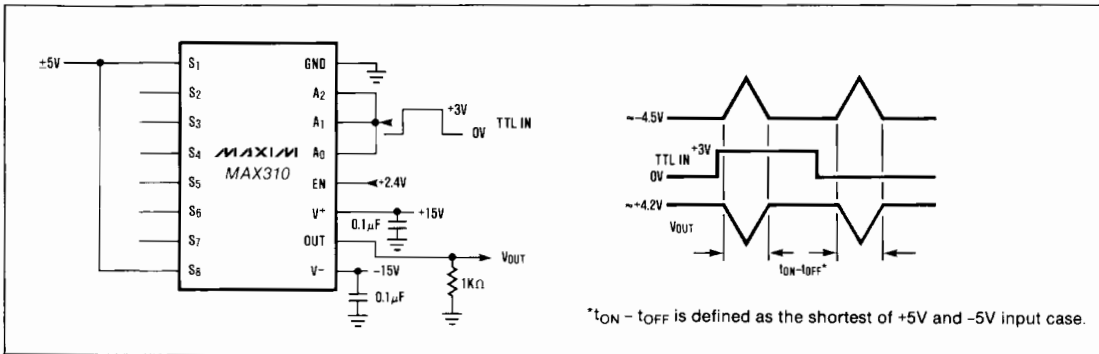 ±5V
S1
S2
S3
S4
S5
S6
S7
S8
MAXIM
MAX310
GND
A2
A1
A0
EN
V+
OUT
V−
+3V
0V
TTL IN
+2.4V
+15V
0.1µF
VOUT
−15V
0.1µF
1KΩ
≈−4.5V
TTL IN
+3V
0V
≈+4.2V
VOUT
tON−tOFF*
*tON − tOFF is defined as the shortest of +5V and −5V input case.